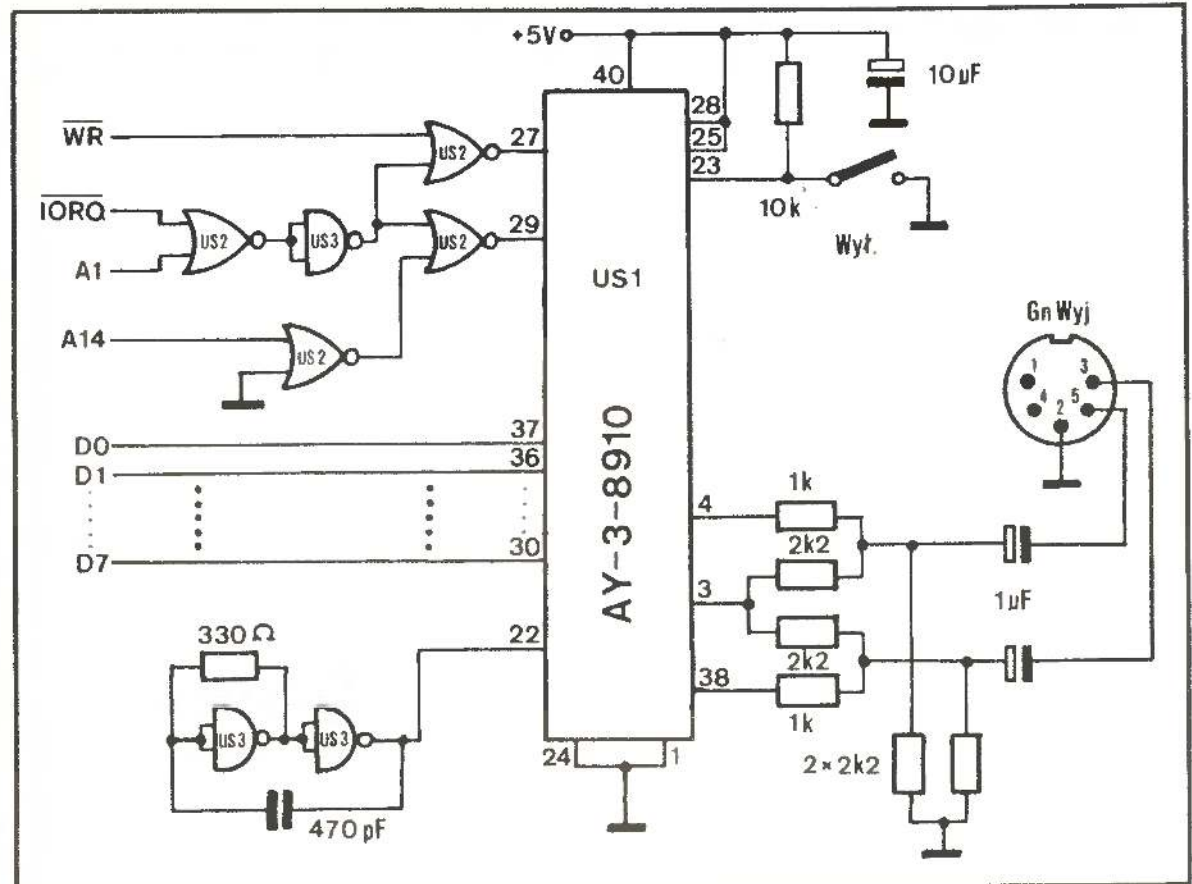 +5V
40
10μF
28
25
23
10k
Wył.
WR
27
US2
IORQ
US2
US3
29
US2
A1
A14
US2
US1
AY-3-8910
Gn Wyj
1
3
4
5
2
D0
37
D1
36
D7
30
4
1k
2k2
3
2k2
38
1k
1μF
2×2k2
22
330Ω
US3
US3
470pF
24
1